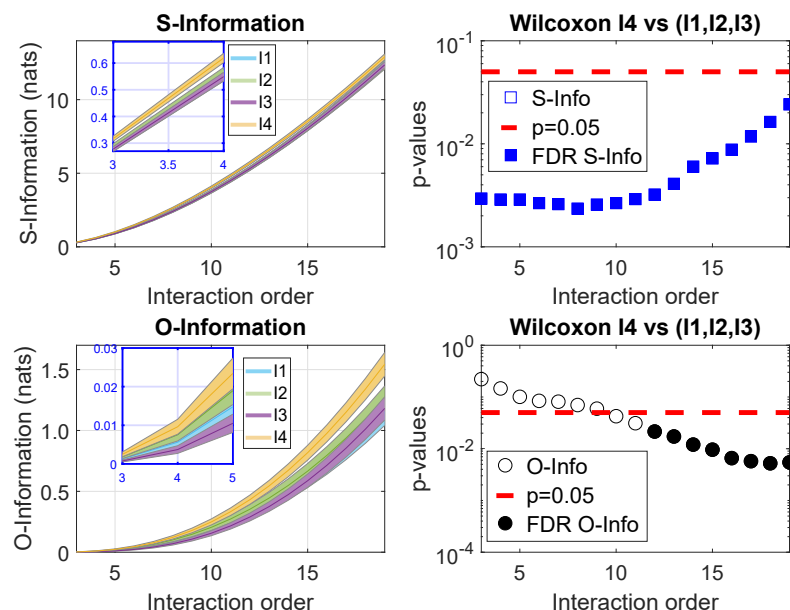 S-Information
S-Information (nats)
10
5
0
5
10
15
Interaction order
0.6
0.5
0.4
0.3
3
3.5
4
I1
I2
I3
I4
Wilcoxon I4 vs (I1,I2,I3)
p-values
10-1
10-2
10-3
5
10
15
Interaction order
S-Info
p=0.05
FDR S-Info
O-Information
O-Information (nats)
1.5
1.0
0.5
0
5
10
15
Interaction order
0.03
0.02
0.01
0
3
4
5
I1
I2
I3
I4
Wilcoxon I4 vs (I1,I2,I3)
p-values
100
10-2
10-4
5
10
15
Interaction order
O-Info
p=0.05
FDR O-Info